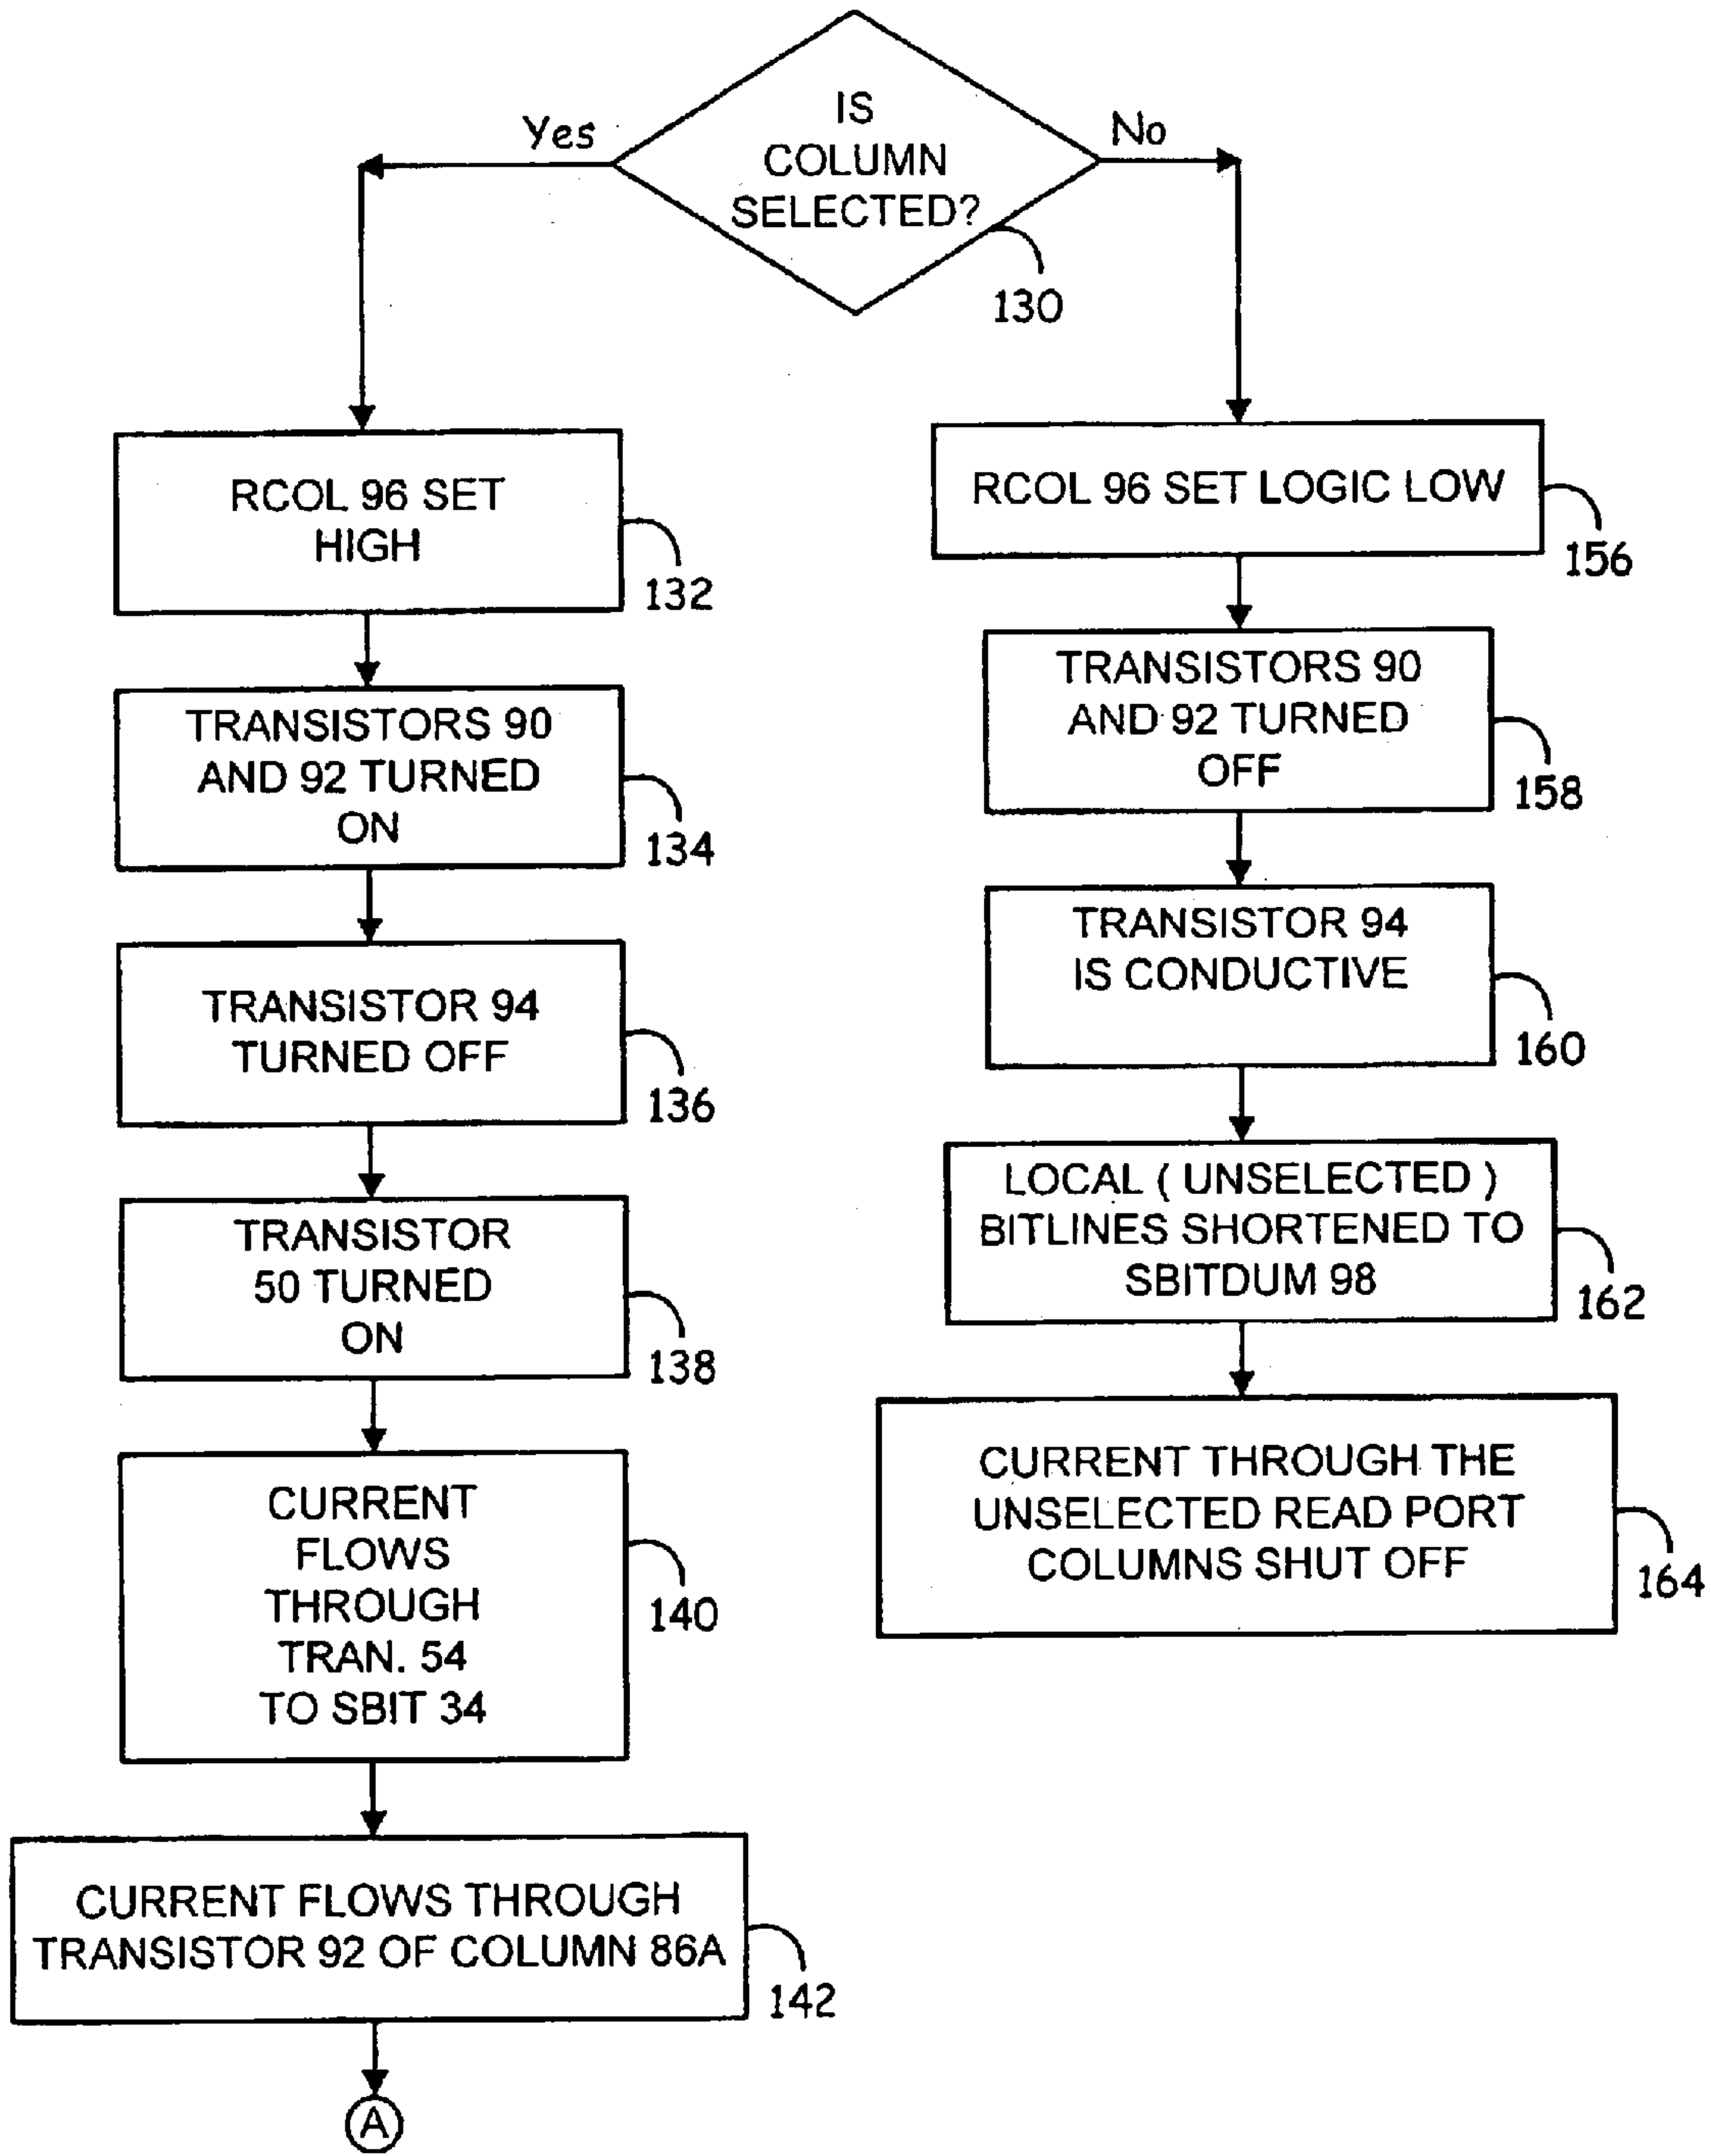 IS
COLUMN
SELECTED?
130
Yes
No
RCOL 96 SET
HIGH
132
TRANSISTORS 90
AND 92 TURNED
ON
134
TRANSISTOR 94
TURNED OFF
136
TRANSISTOR
50 TURNED
ON
138
CURRENT
FLOWS
THROUGH
TRAN. 54
TO SBIT 34
140
CURRENT FLOWS THROUGH
TRANSISTOR 92 OF COLUMN 86A
142
A
RCOL 96 SET LOGIC LOW
156
TRANSISTORS 90
AND 92 TURNED
OFF
158
TRANSISTOR 94
IS CONDUCTIVE
160
LOCAL ( UNSELECTED )
BITLINES SHORTENED TO
SBITDUM 98
162
CURRENT THROUGH THE
UNSELECTED READ PORT
COLUMNS SHUT OFF
164